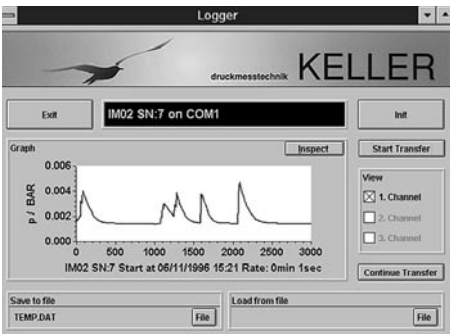 Logger
druckmesstechnik KELLER
Exit
IM02 SN:7 on COM1
Init
Graph
Inspect
Start Transfer
0.006
0.004
0.002
0.000
p / BAR
0 500 1000 1500 2000 2500 3000
IM02 SN:7 Start at 06/11/1996 15:21 Rate: 0min 1sec
View
1. Channel
2. Channel
3. Channel
Continue Transfer
Save to file
TEMP.DAT
File
Load from file
File